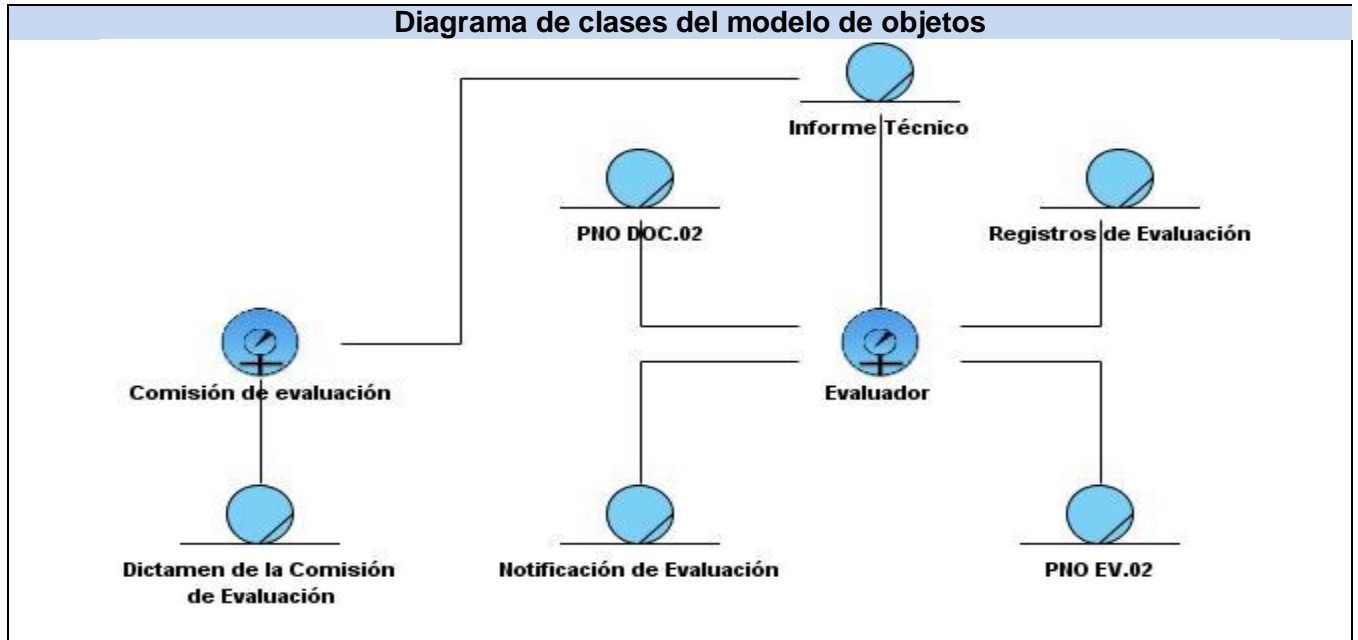 Diagrama de clases del modelo de objetos
Informe Técnico
PNO DOC.02
Registros de Evaluación
Comisión de evaluación
Evaluador
Dictamen de la Comisión
de Evaluación
Notificación de Evaluación
PNO EV.02